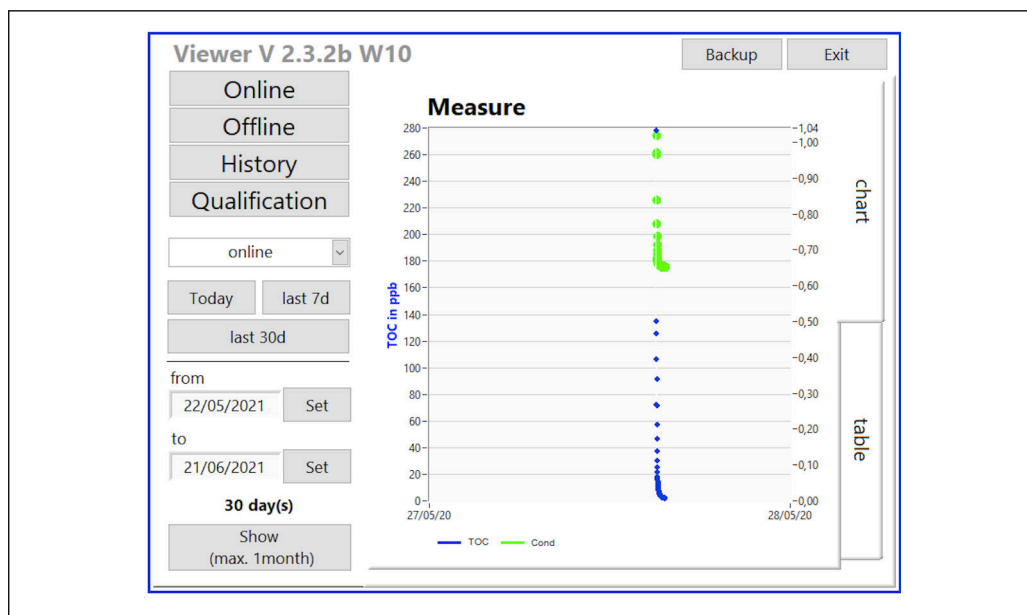 Viewer V 2.3.2b W10
Backup
Exit
Online
Offline
History
Qualification
online
Today
last 7d
last 30d
from
22/05/2021
Set
to
21/06/2021
Set
30 day(s)
Show
(max. 1month)
Measure
TOC in ppb
280
260
240
220
200
180
160
140
120
100
80
60
40
20
0
1,04
1,00
0,90
0,80
0,70
0,60
0,50
0,40
0,30
0,20
0,10
0,00
27/05/20
28/05/20
TOC
Cond
chart
table